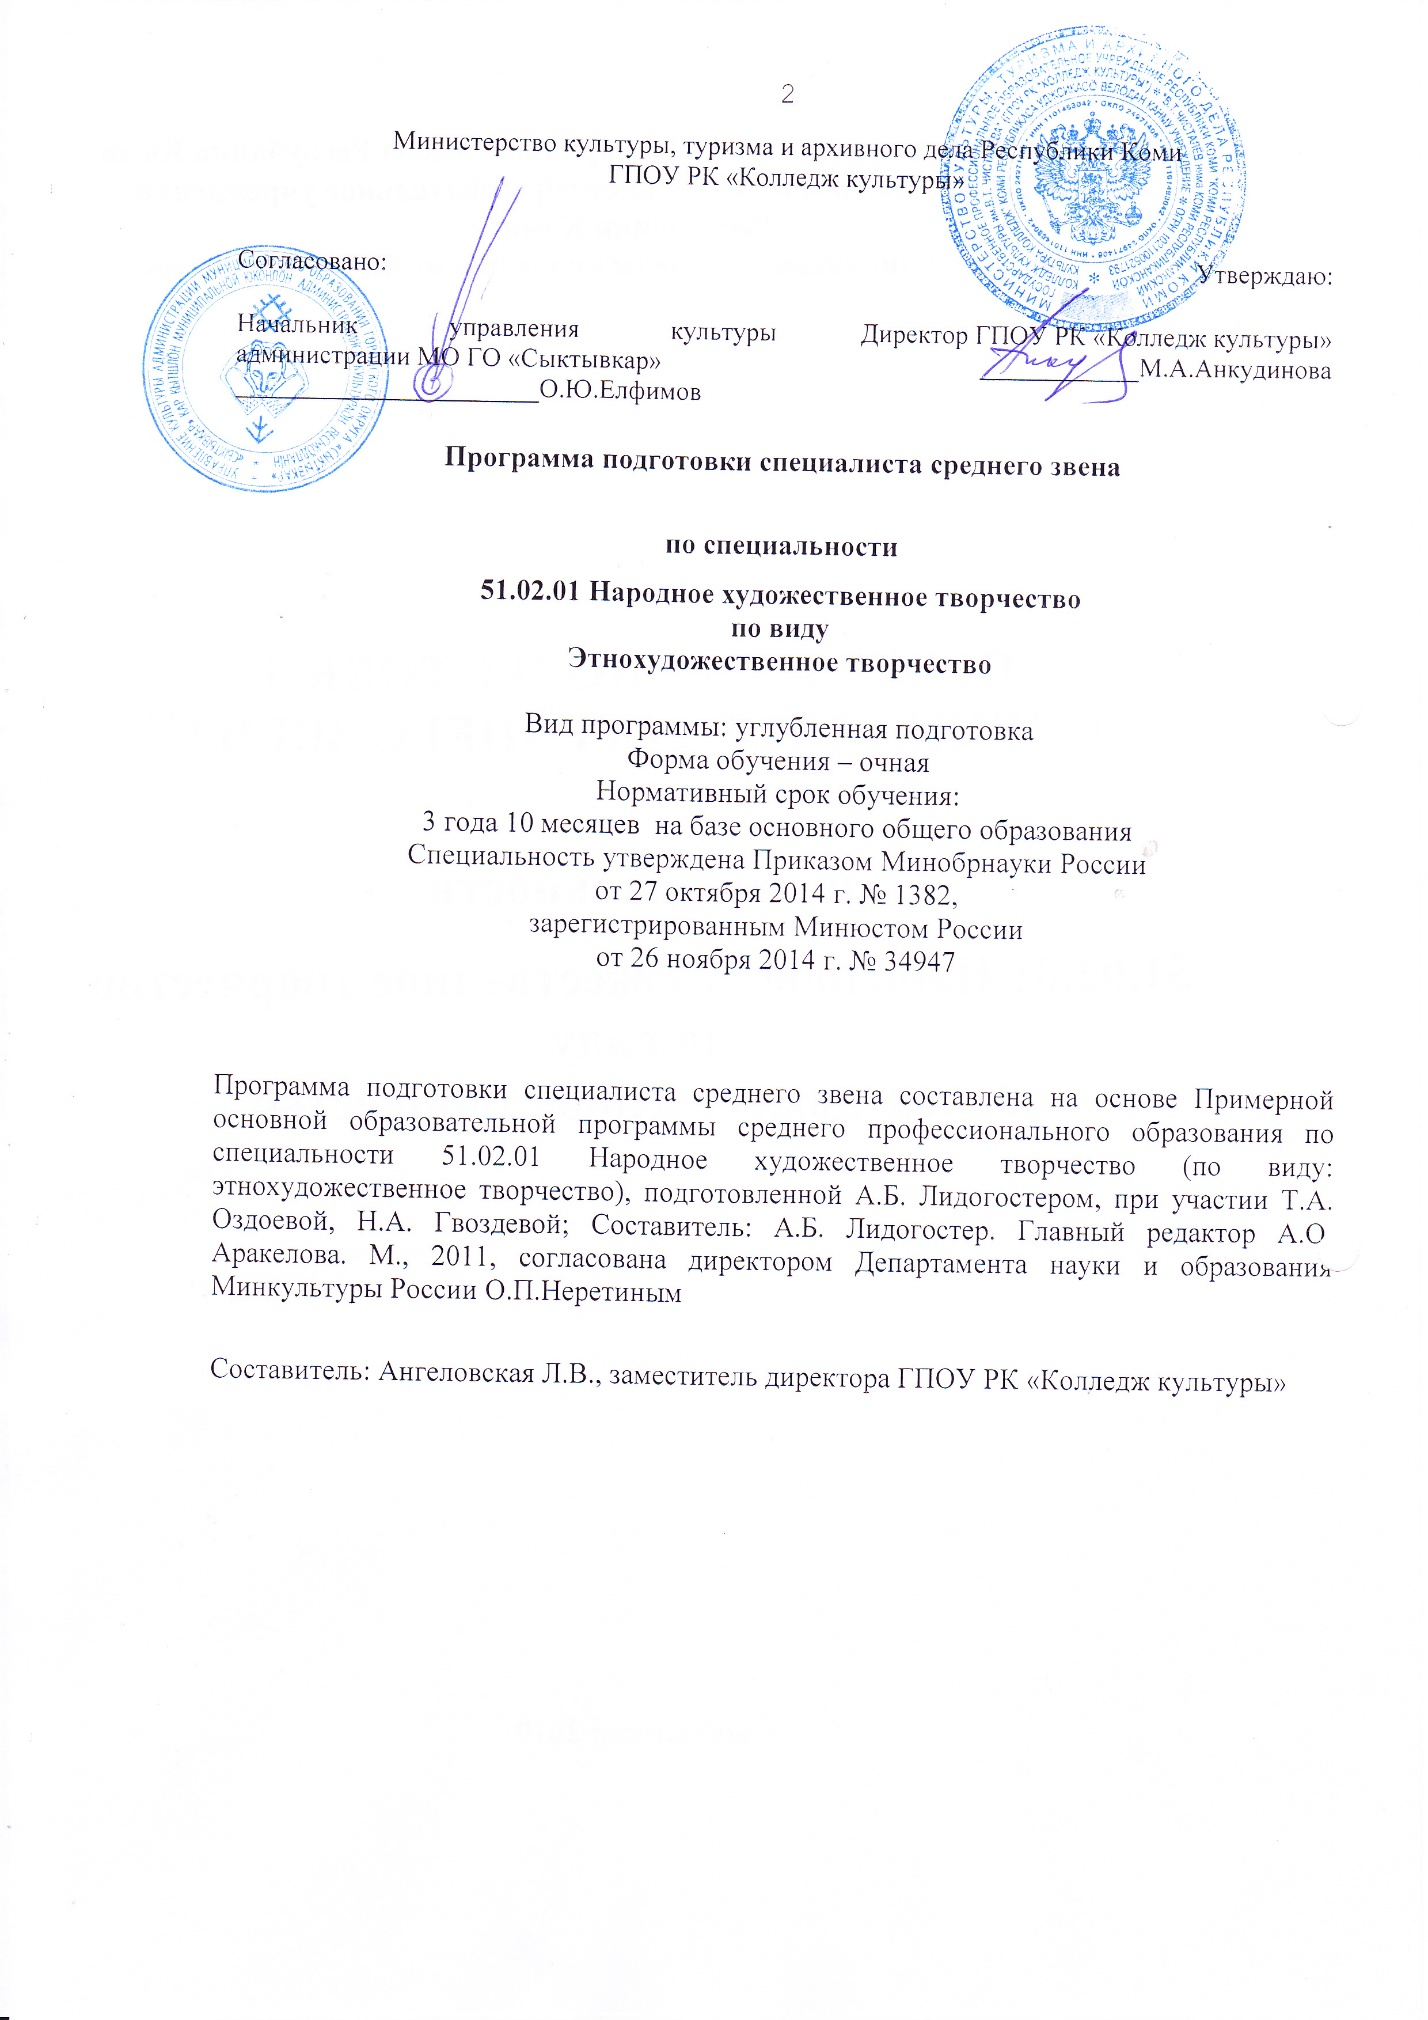 2
Министерство культуры, туризма и архивного дела Республики Коми
ГПОУ РК «Колледж культуры»
Согласовано:
Утверждаю:
Начальник управления культуры
администрации МО ГО «Сыктывкар»
О.Ю.Елфимов
Директор ГПОУ РК «Колледж культуры»
М.А.Анкудинова
Программа подготовки специалиста среднего звена
по специальности
51.02.01 Народное художественное творчество
по виду
Этнохудожественное творчество
Вид программы: углубленная подготовка
Форма обучения – очная
Нормативный срок обучения:
3 года 10 месяцев на базе основного общего образования
Специальность утверждена Приказом Минобрнауки России
от 27 октября 2014 г. № 1382,
зарегистрированным Минюстом России
от 26 ноября 2014 г. № 34947
Программа подготовки специалиста среднего звена составлена на основе Примерной
основной образовательной программы среднего профессионального образования по
специальности 51.02.01 Народное художественное творчество (по виду:
этнохудожественное творчество), подготовленной А.Б. Лидогостером, при участии Т.А.
Оздоевой, Н.А. Гвоздевой; Составитель: А.Б. Лидогостер. Главный редактор А.О
Аракелова. М., 2011, согласована директором Департамента науки и образования
Минкультуры России О.П.Неретиным
Составитель: Ангеловская Л.В., заместитель директора ГПОУ РК «Колледж культуры»